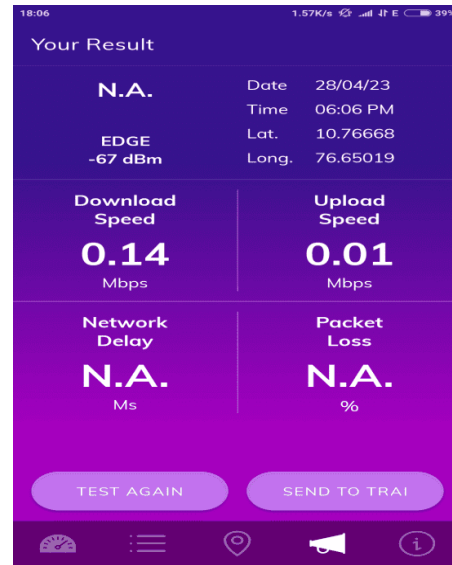 18:06 1.57K/s E 39%
Your Result
N.A.
EDGE
-67 dBm
Date 28/04/23
Time 06:06 PM
Lat. 10.76668
Long. 76.65019
Download
Speed
0.14
Mbps
Upload
Speed
0.01
Mbps
Network
Delay
N.A.
Ms
Packet
Loss
N.A.
%
TEST AGAIN
SEND TO TRAI